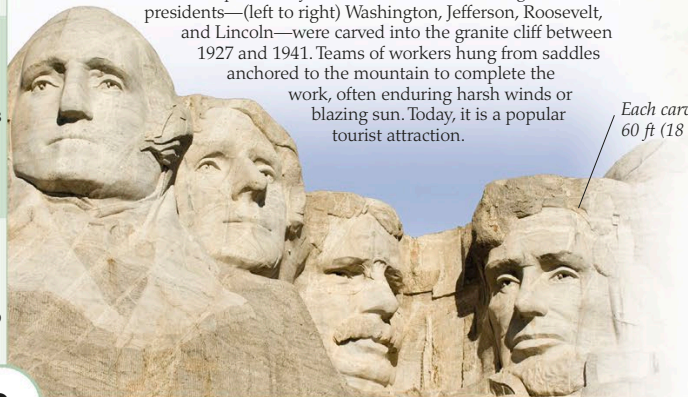 presidents—(left to right) Washington, Jefferson, Roosevelt,
and Lincoln—were carved into the granite cliff between
1927 and 1941. Teams of workers hung from saddles
anchored to the mountain to complete the
work, often enduring harsh winds or
blazing sun. Today, it is a popular
tourist attraction.
Each
60 ft (18